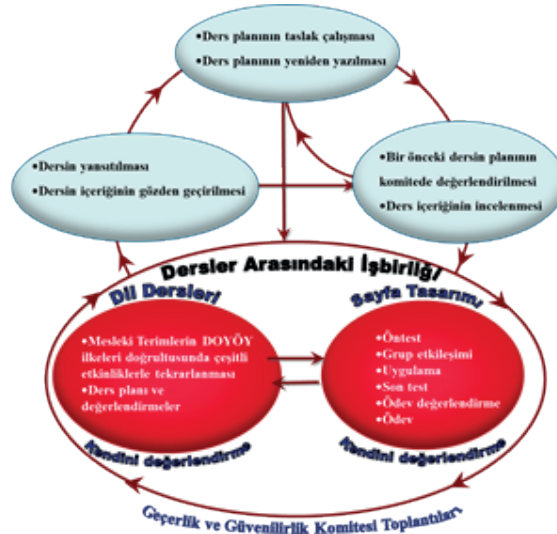 •Ders planının taslak çalışması
•Ders planının yeniden yazılması
•Dersin yansıtılması
•Dersin içeriğinin gözden geçirilmesi
•Bir önceki dersin planının
komitede değerlendirilmesi
•Ders içeriğinin incelenmesi
Dersler Arasındaki İşbirliği
Dil Dersleri
•Mesleki Terimlerin DOYÖY
ilkeleri doğrultusunda çeşitli
etkinliklerle tekrarlanması
•Ders planı ve
değerlendirmeler
Kendini değerlendirme
Sayfa Tasarımı
•Öntest
•Grup etkileşimi
•Uygulama
•Son test
•Ödev değerlendirme
•Ödev
Kendini değerlendirme
Geçerlik ve Güvenilirlik Komitesi Toplantıları